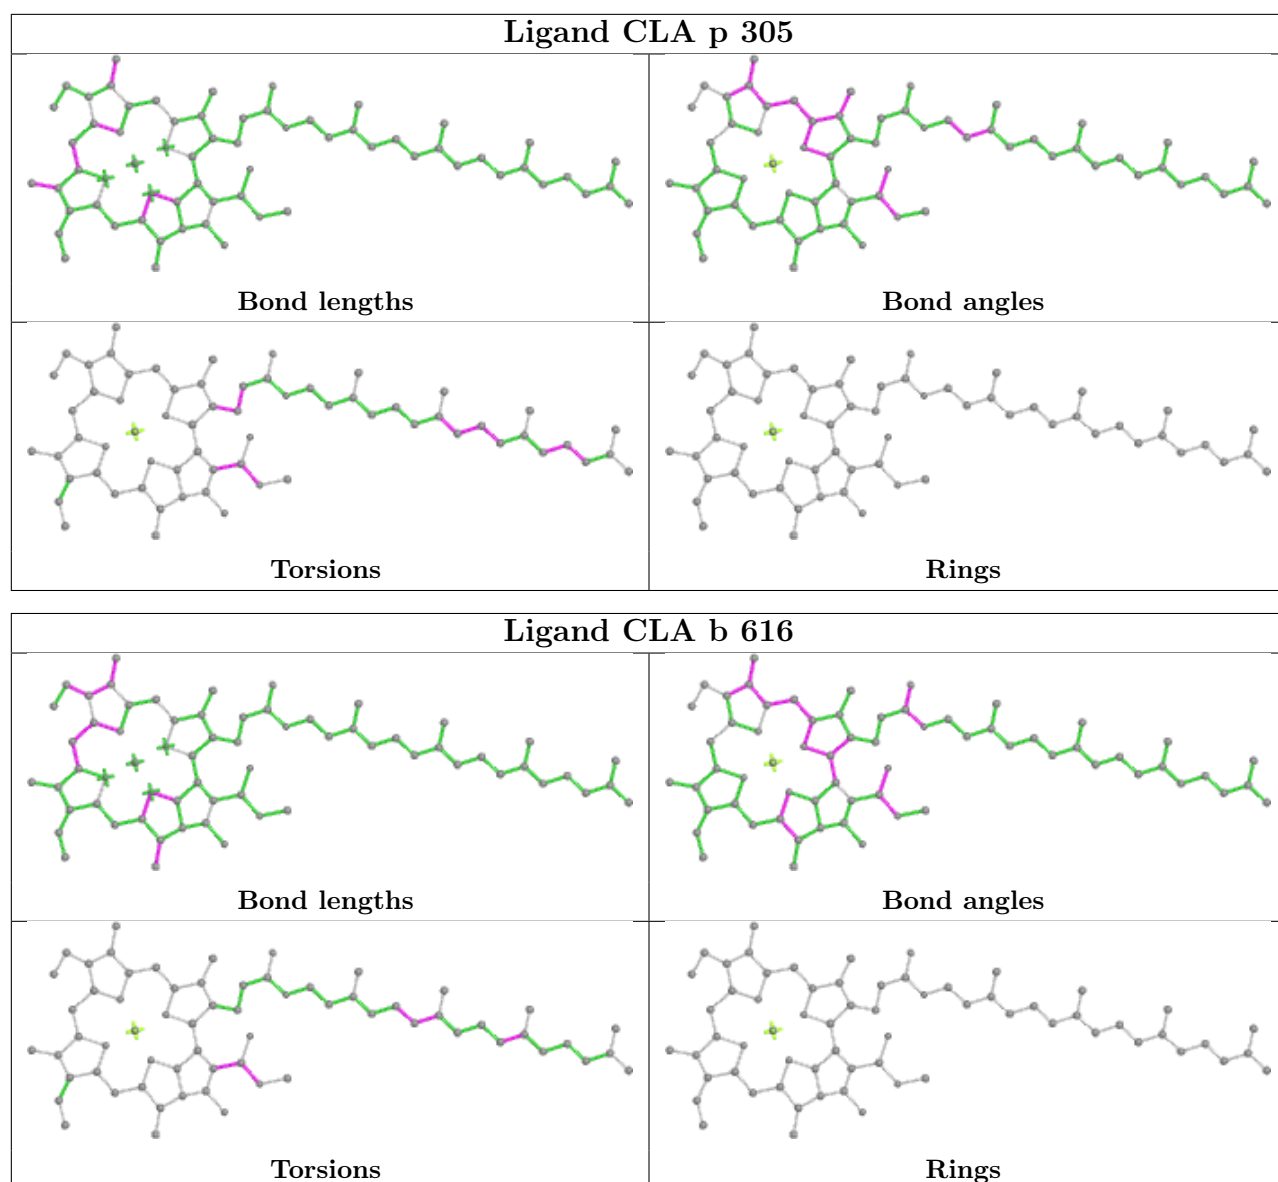 Ligand CLA p 305
Bond lengths
Bond angles
Torsions
Rings
Ligand CLA b 616
Bond lengths
Bond angles
Torsions
Rings